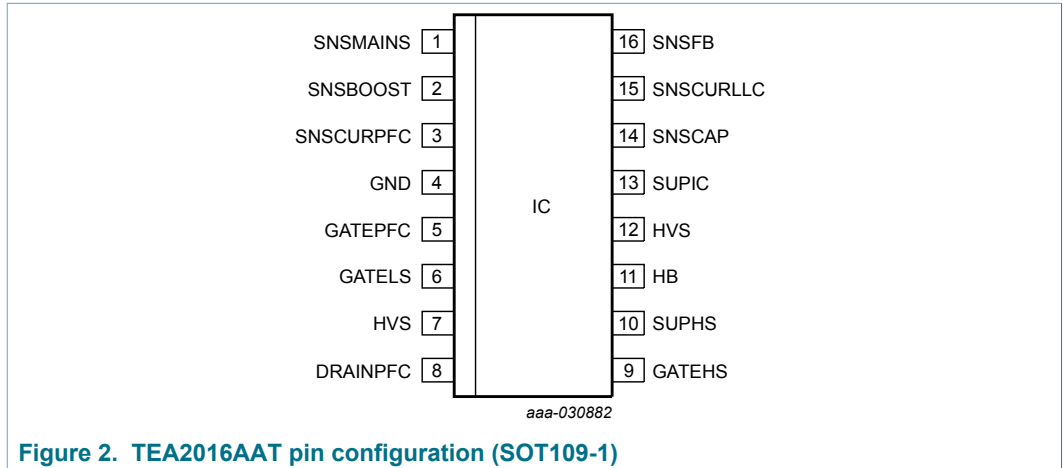 SNSMAINS 1 16 SNSFB
SNSBOOST 2 15 SNSCURLLC
SNSCURPFC 3 14 SNSCAP
GND 4 13 SUPIC
IC
GATEPFC 5 12 HVS
GATELS 6 11 HB
HVS 7 10 SUPHS
DRAINPFC 8 9 GATEHS
aaa-030882
Figure 2. TEA2016AAT pin configuration (SOT109-1)